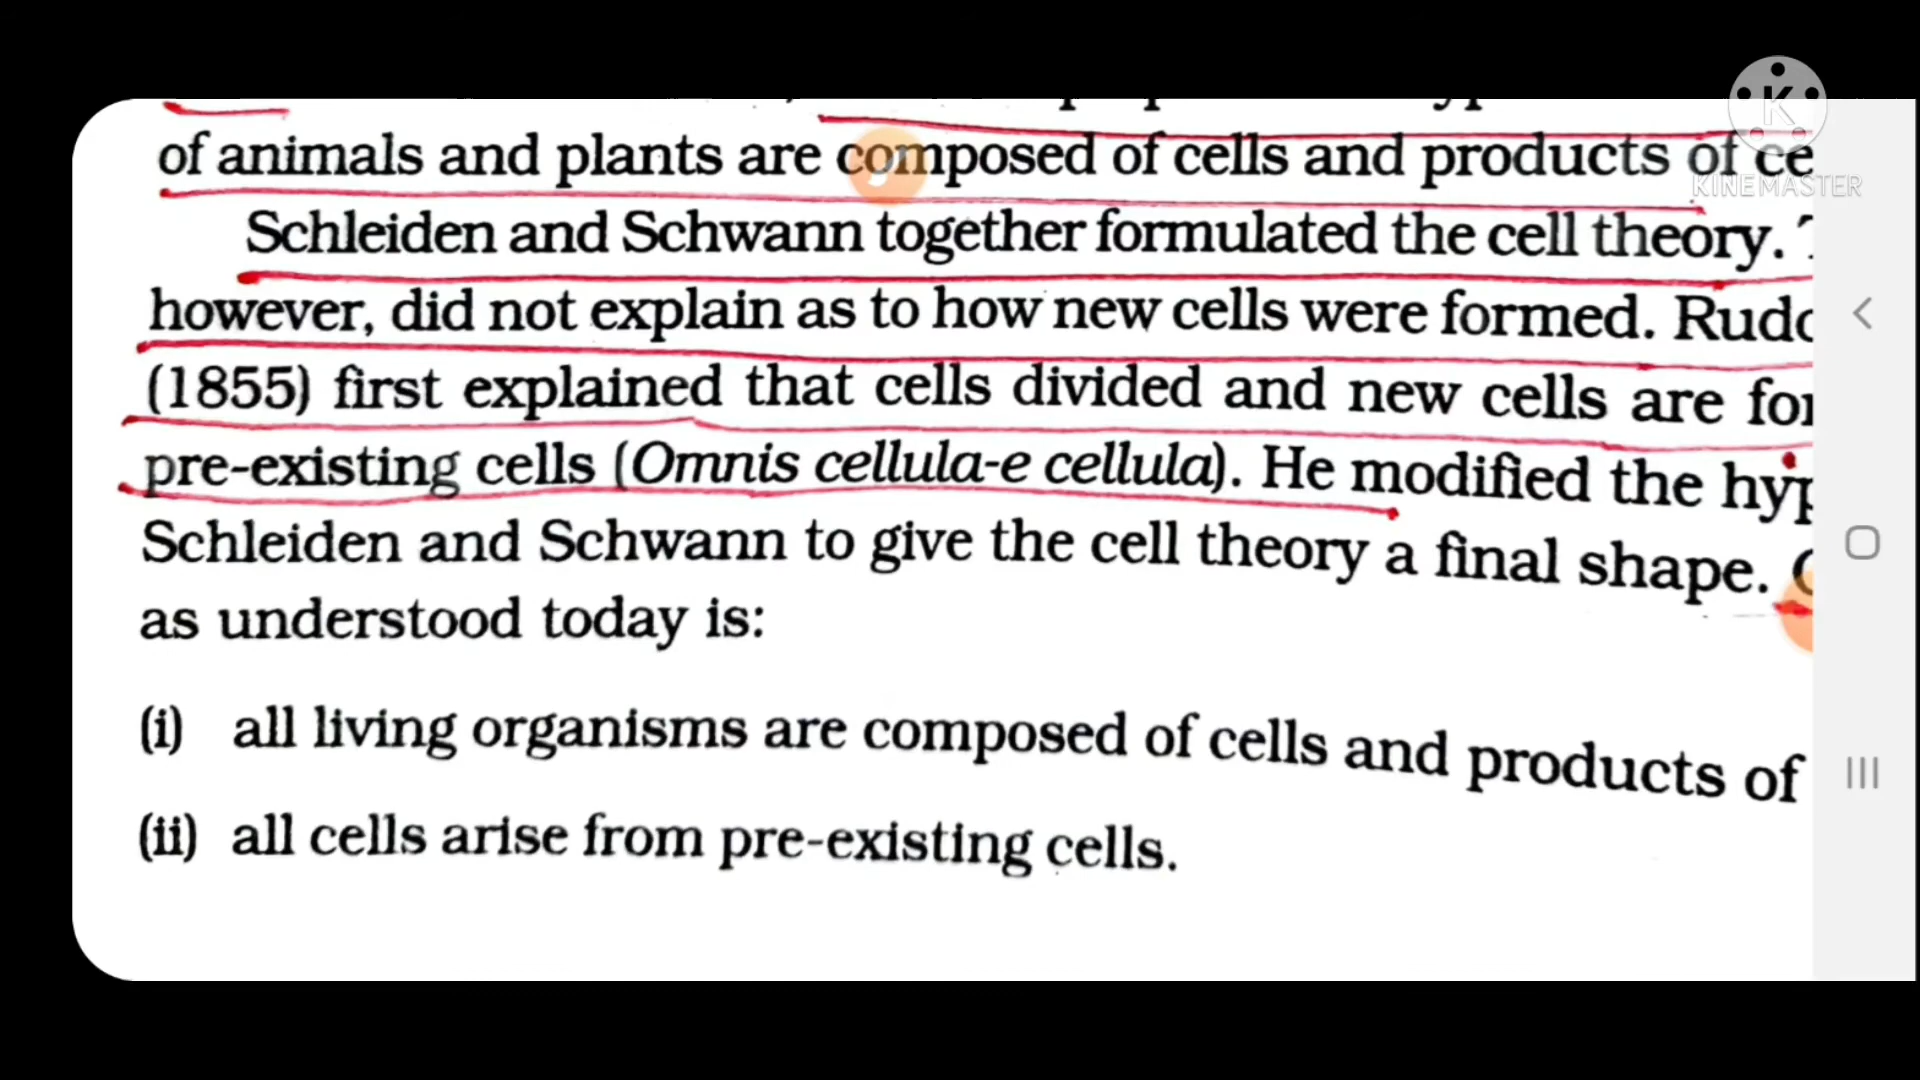 of animals and plants are composed of cells and products of ce
Schleiden and Schwann together formulated the cell theory.
however, did not explain as to how new cells were formed. Rudo
(1855) first explained that cells divided and new cells are for
pre-existing cells (Omnis cellula-e cellula). He modified the hyp
Schleiden and Schwann to give the cell theory a final shape.
as understood today is:
(i) all living organisms are composed of cells and products of
(ii) all cells arise from pre-existing cells.
K
KINEMASTER